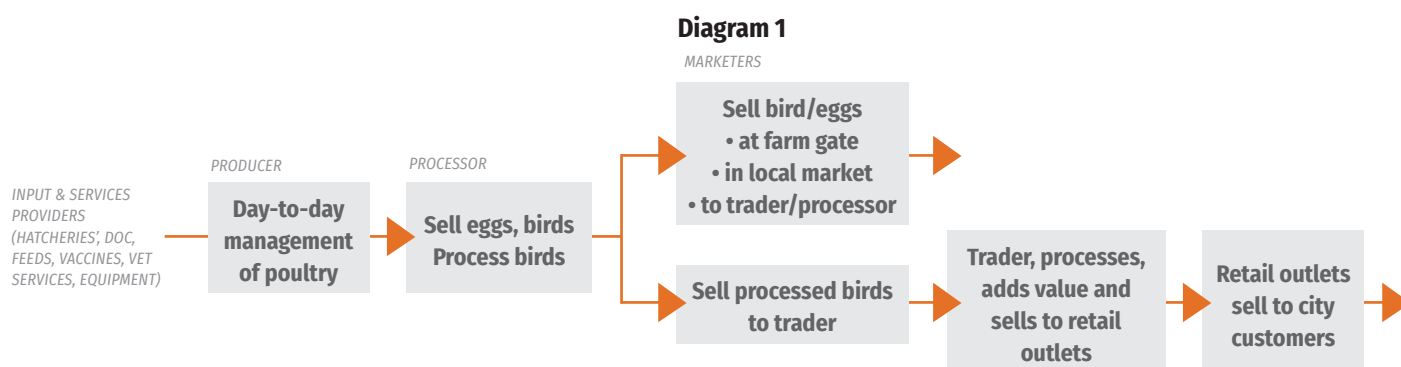 Diagram 1
MARKETERS
Sell bird/eggs
• at farm gate
• in local market
• to trader/processor
PRODUCER
PROCESSOR
INPUT & SERVICES
PROVIDERS
(HATCHERIES’, DOC,
FEEDS, VACCINES, VET
SERVICES, EQUIPMENT)
Day-to-day
management
of poultry
Sell eggs, birds
Process birds
Sell processed birds
to trader
Trader, processes,
adds value and
sells to retail
outlets
Retail outlets
sell to city
customers